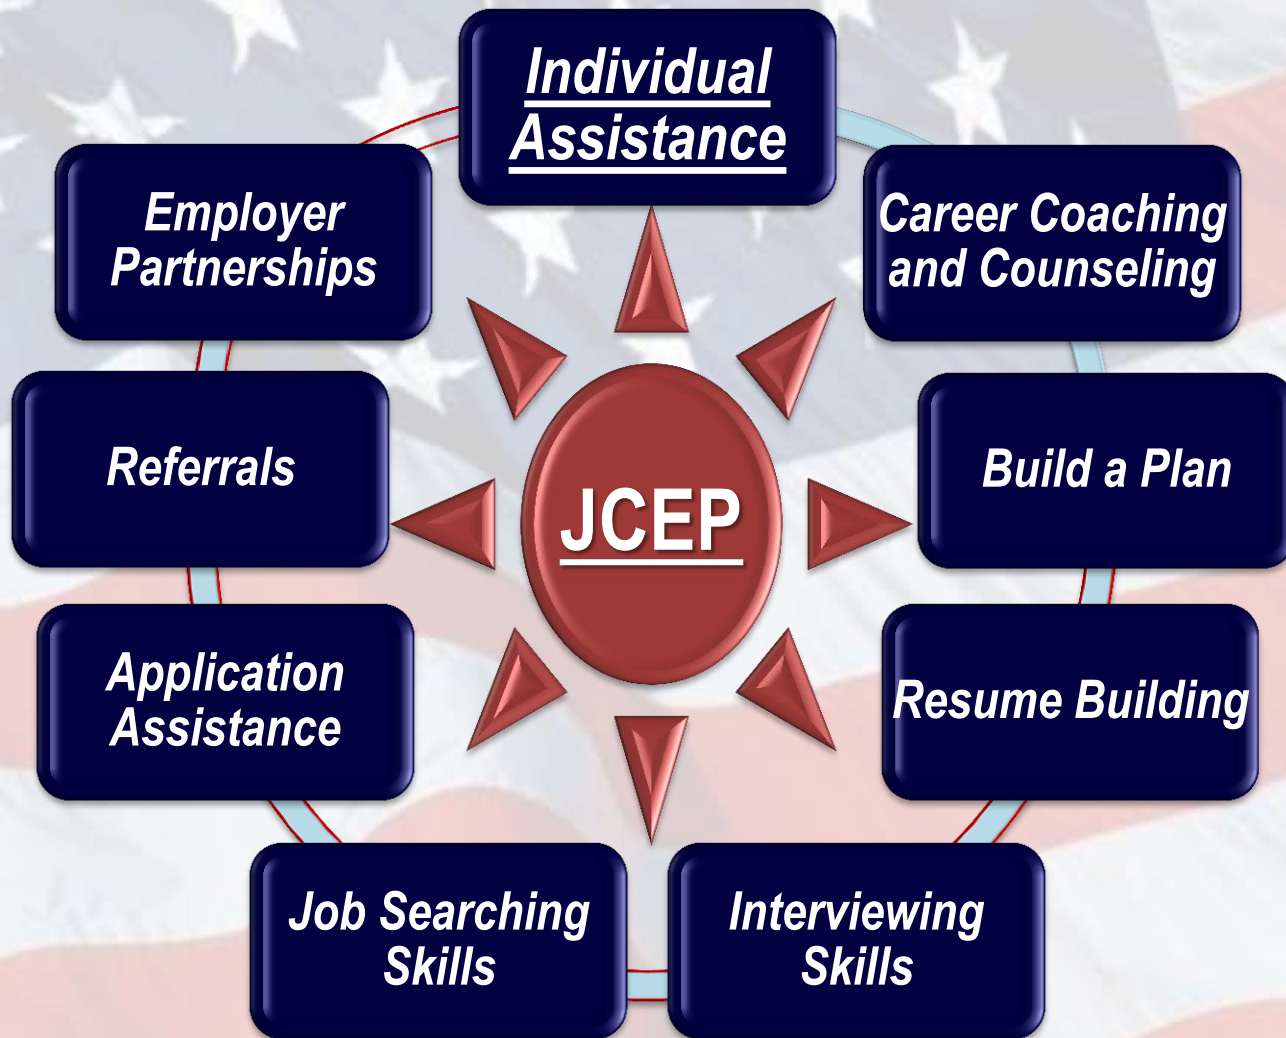 Individual
Assistance
Career Coaching
and Counseling
Build a Plan
Resume Building
Interviewing
Skills
Job Searching
Skills
Application
Assistance
Referrals
Employer
Partnerships
JCEP